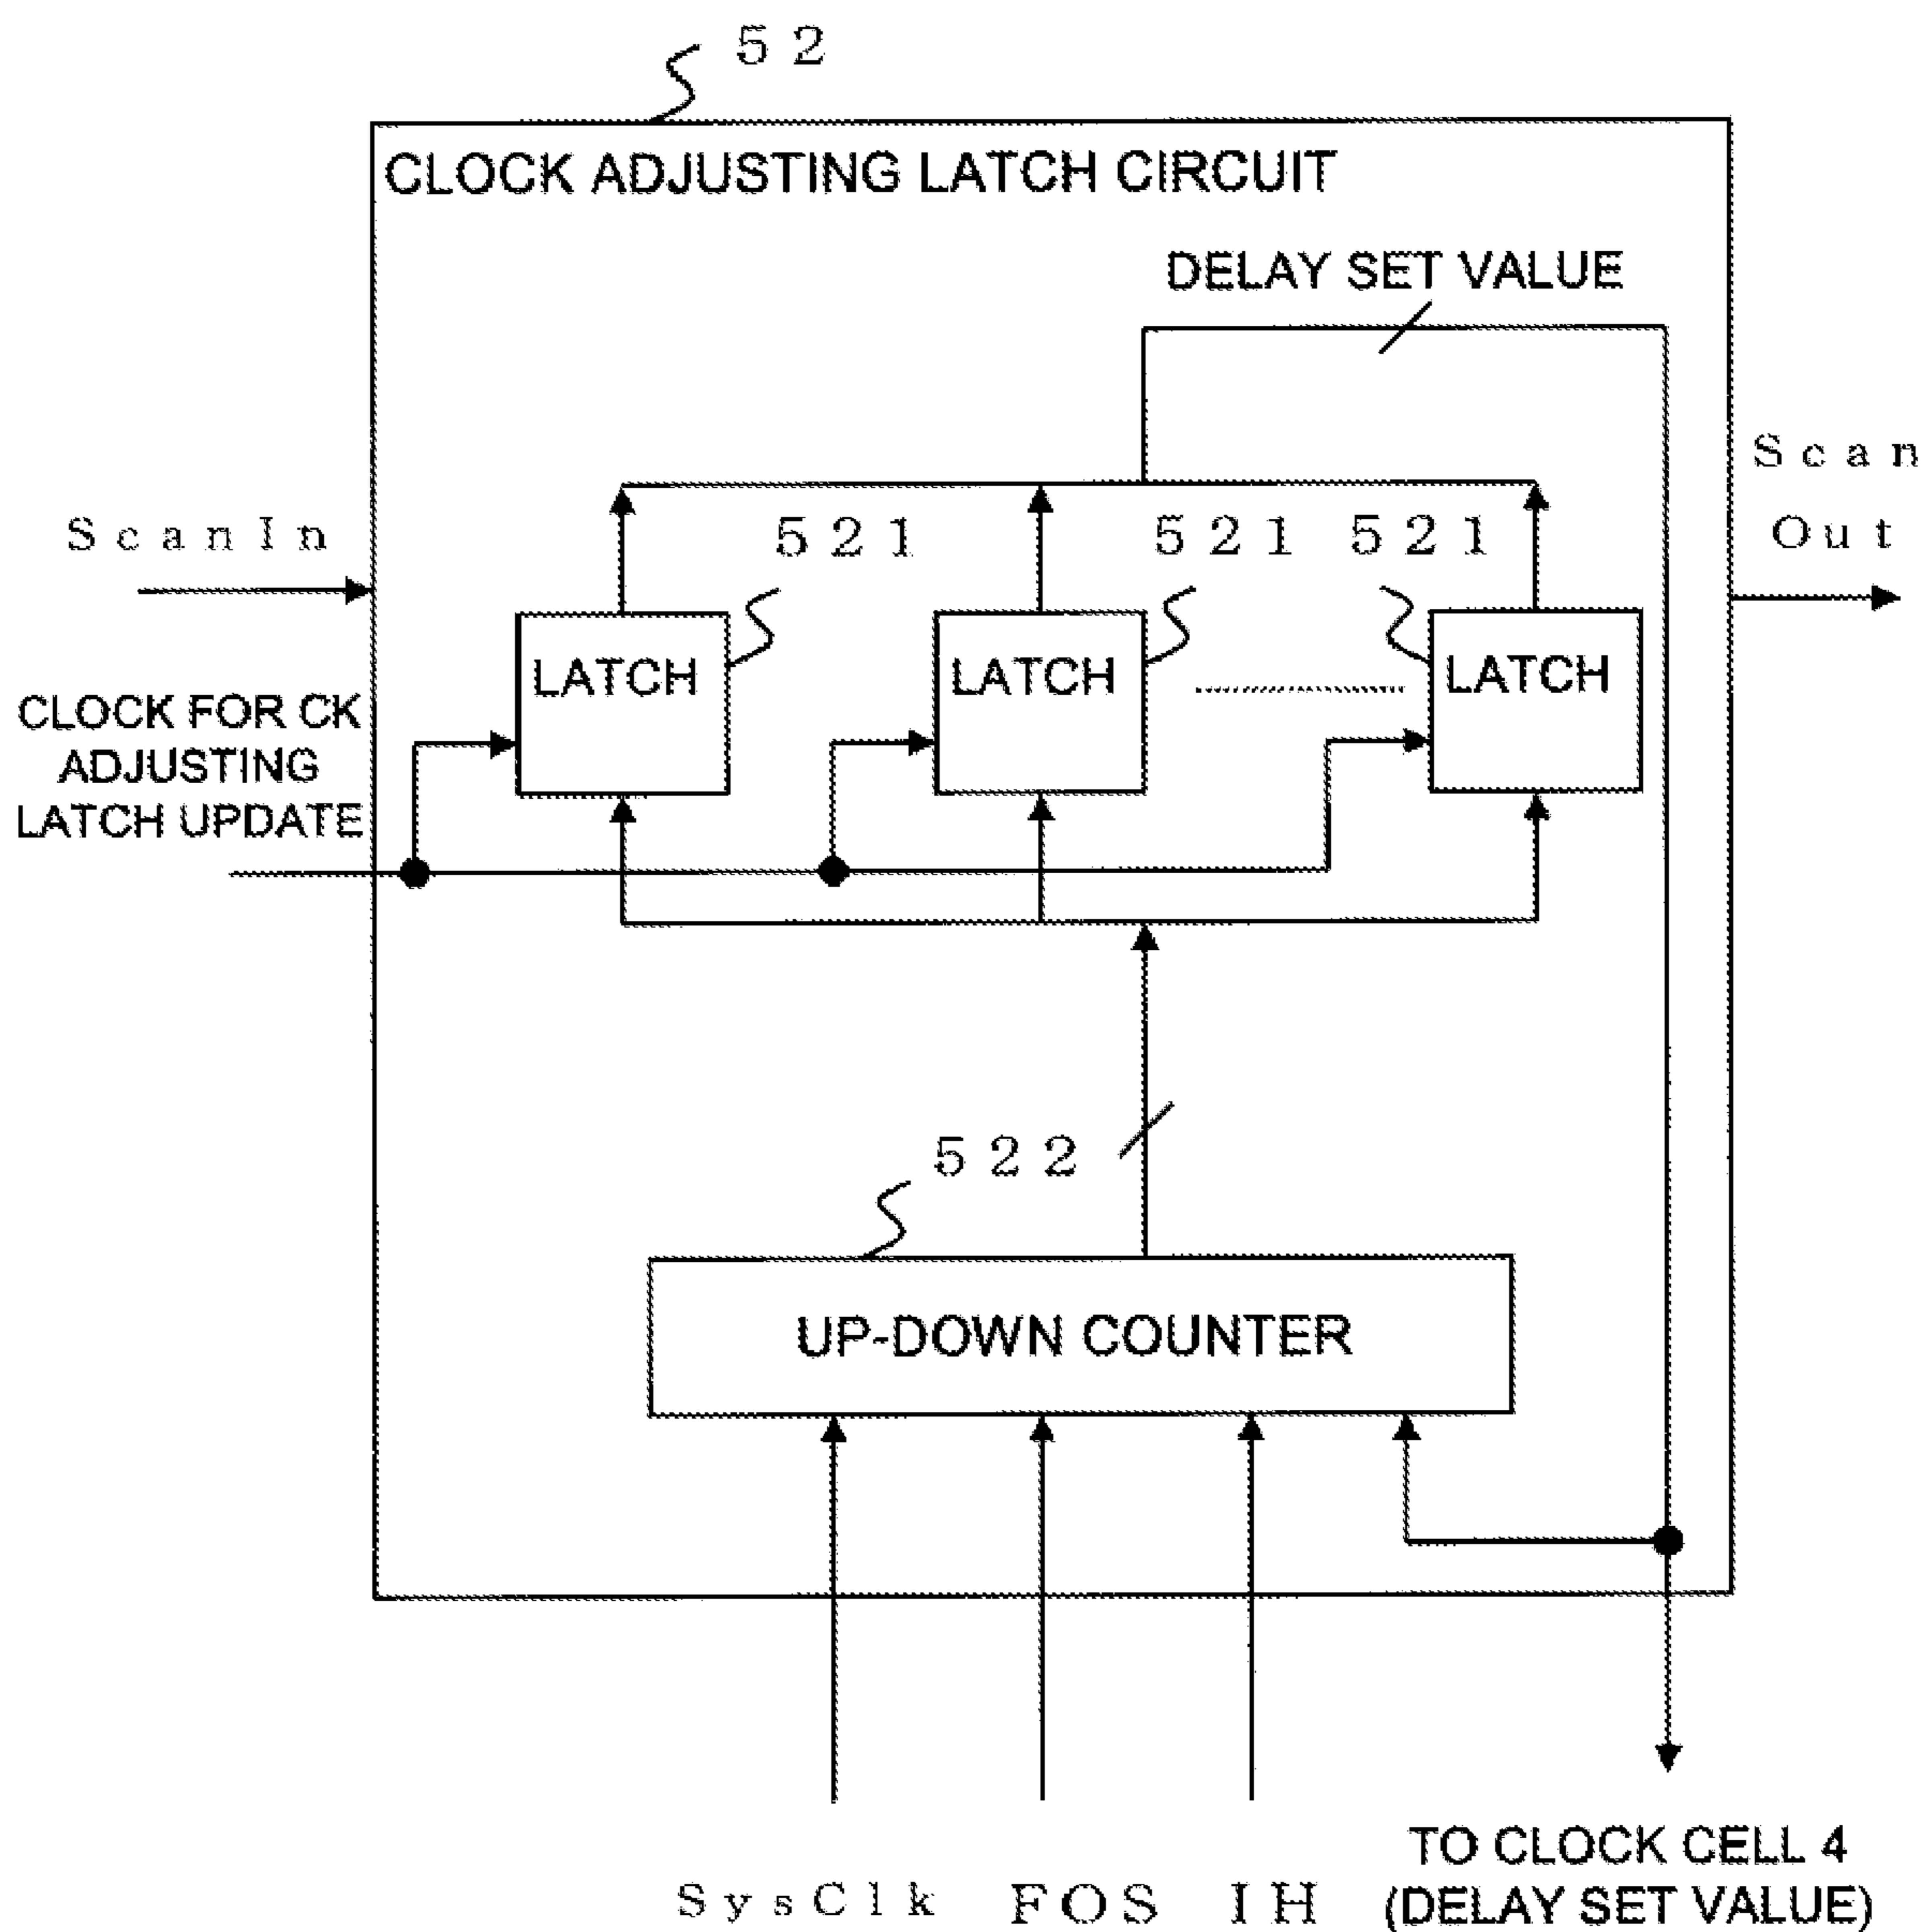 52
CLOCK ADJUSTING LATCH CIRCUIT
DELAY SET VALUE
Scan
Out
ScanIn
521
521
521
LATCH
LATCH
LATCH
CLOCK FOR CK
ADJUSTING
LATCH UPDATE
522
UP-DOWN COUNTER
SysClk
FOS
IH
TO CLOCK CELL 4
(DELAY SET VALUE)